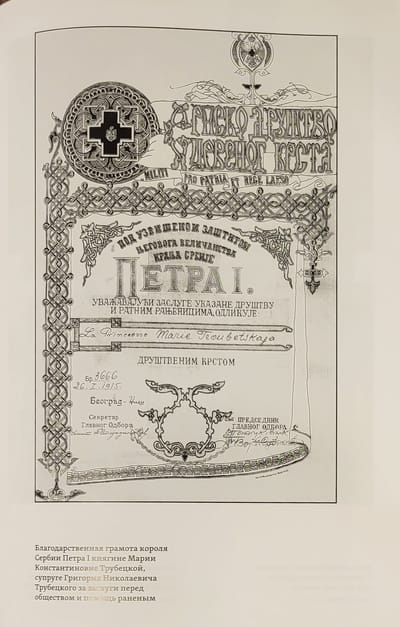 СРПСКО ДРУШТВО
ЦРВЕНОГ КРСТА
MILITI PRO PATRIA ET REGE LAESO
ПОД УЗВИШЕНОМ ЗАШТИТОМ
ЊЕГОВОГА ВЕЛИЧАНСТВА
КРАЉА СРБИЈЕ
ПЕТРА I.
УВАЖАВАЈУЋИ ЗАСЛУГЕ УКАЗАНЕ ДРУШТВУ
И РАТНИМ РАЊЕНИЦИМА, ОДЛИКУЈЕ:
La Princesse Marie Troubetskaja
ДРУШТВЕНИМ КРСТОМ
Бр. 3666
26. I. 1915.
Београд-Ниш
Секретар
Главног Одбора
ПРЕДСЕДНИК
ГЛАВНОГ ОДБОРА
Благодарственная грамота короля
Сербии Петра I княгине Марии
Константиновне Трубецкой,
супруге Григория Николаевича
Трубецкого за заслуги перед
обществом и помощь раненым